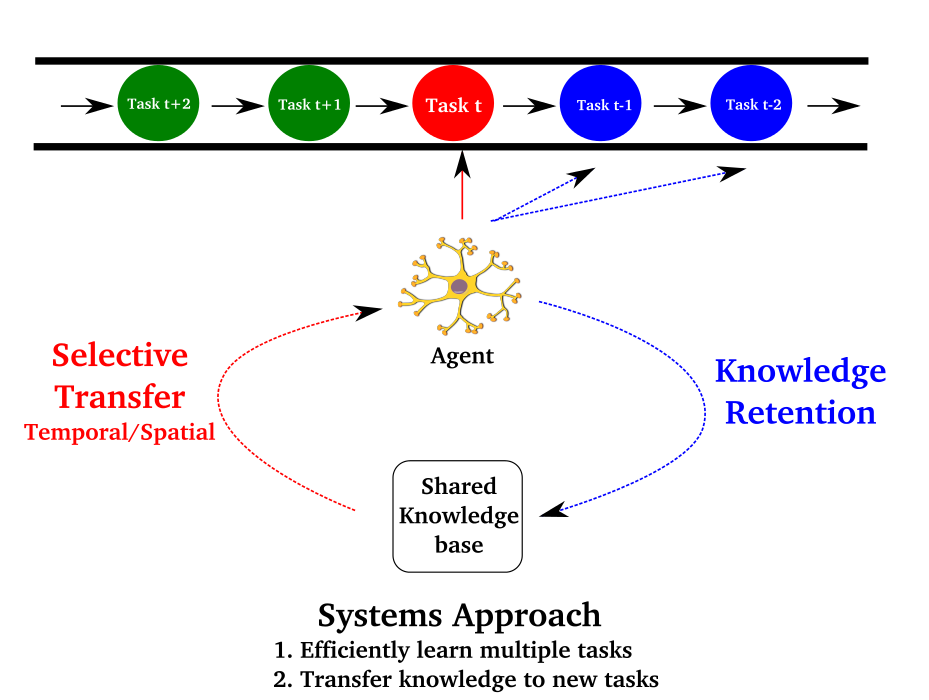 Task t+2
Task t+1
Task t
Task t-1
Task t-2
Agent
Selective
Transfer
Temporal/Spatial
Knowledge
Retention
Shared
Knowledge
base
Systems Approach
1. Efficiently learn multiple tasks
2. Transfer knowledge to new tasks